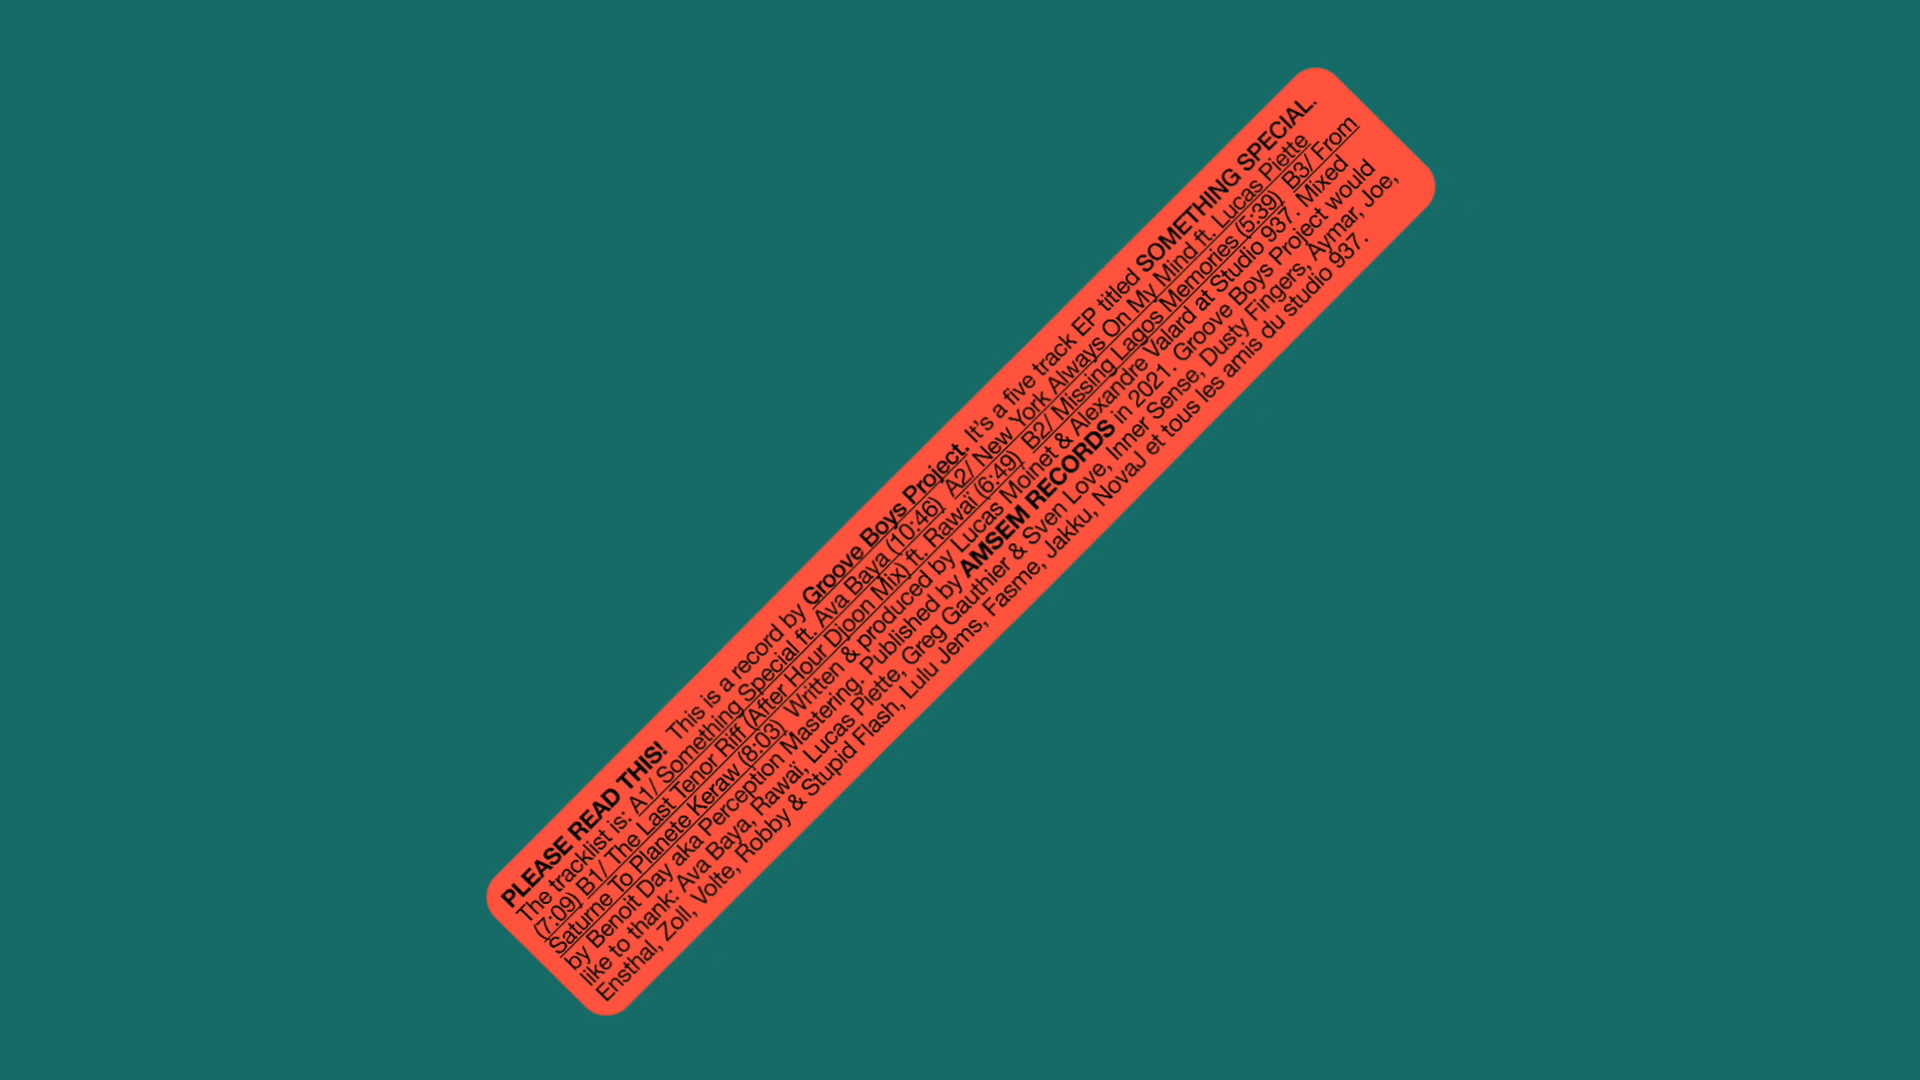 PLEASE READ THIS! This is a record by Groove Boys Project. It's a five track EP titled SOMETHING SPECIAL.
The tracklist is: A1/ Something Special ft. Ava Baya (10:46) A2/ New York Always On My Mind ft. Lucas Piette
(7:09) B1/ The Last Tenor Riff (After Hour Djoon Mix) ft. Rawaï (6:49) B2/ Missing Lagos Memories (5:39) B3/ From
Saturne To Planete Keraw (8:03) Written & produced by Lucas Moinet & Alexandre Valard at Studio 937. Mixed
by Benoit Day aka Perception Mastering. Published by AMSEM RECORDS in 2021. Groove Boys Project would
like to thank: Ava Baya, Rawaï, Lucas Piette, Greg Gauthier & Sven Love, Inner Sense, Dusty Fingers, Aymar, Joe,
Ensthal, Zoll, Volte, Robby & Stupid Flash, Lulu Jems, Fasme, Jakku, NovaJ et tous les amis du studio 937.